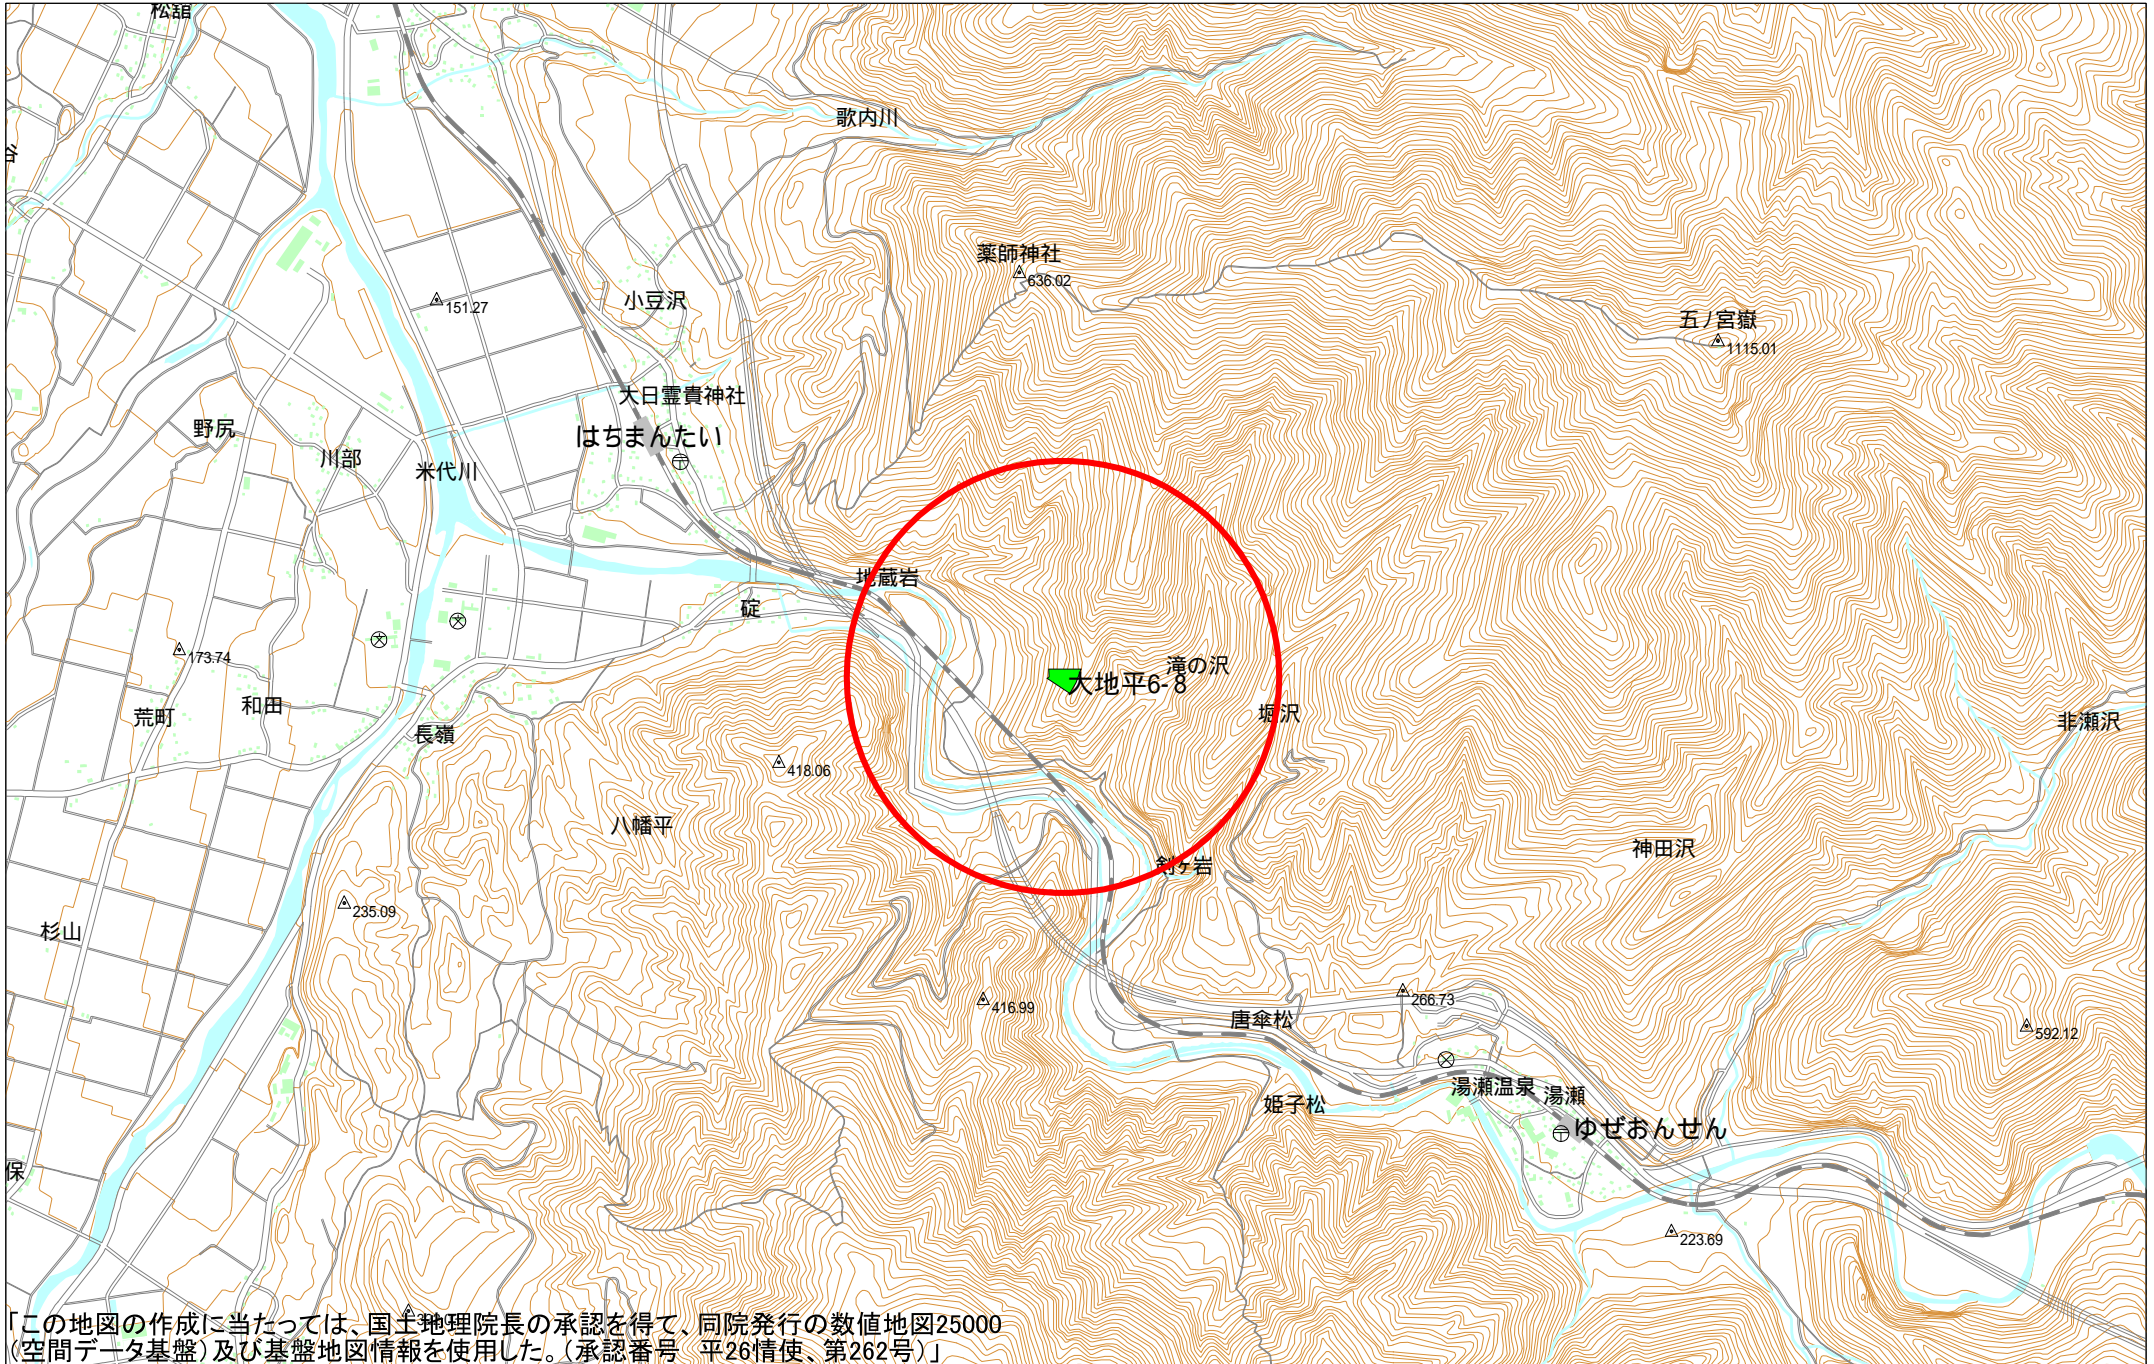 松舘
歌内川
谷
薬師神社
636.02
小豆沢
151.27
五ノ宮嶽
1115.01
大日霊貴神社
はちまんたい
野尻
川部
米代川
地蔵岩
碇
173.74
滝の沢
大地平6-8
和田
荒町
堀沢
非瀬沢
長嶺
418.06
八幡平
神田沢
剣ヶ岩
235.09
杉山
416.99
266.73
唐傘松
592.12
湯瀬温泉
湯瀬
姫子松
ゆぜおんせん
保
223.69
「この地図の作成に当たっては、国土地理院長の承認を得て、同院発行の数値地図25000
(空間データ基盤)及び基盤地図情報を使用した。(承認番号 平26情使、第262号)」